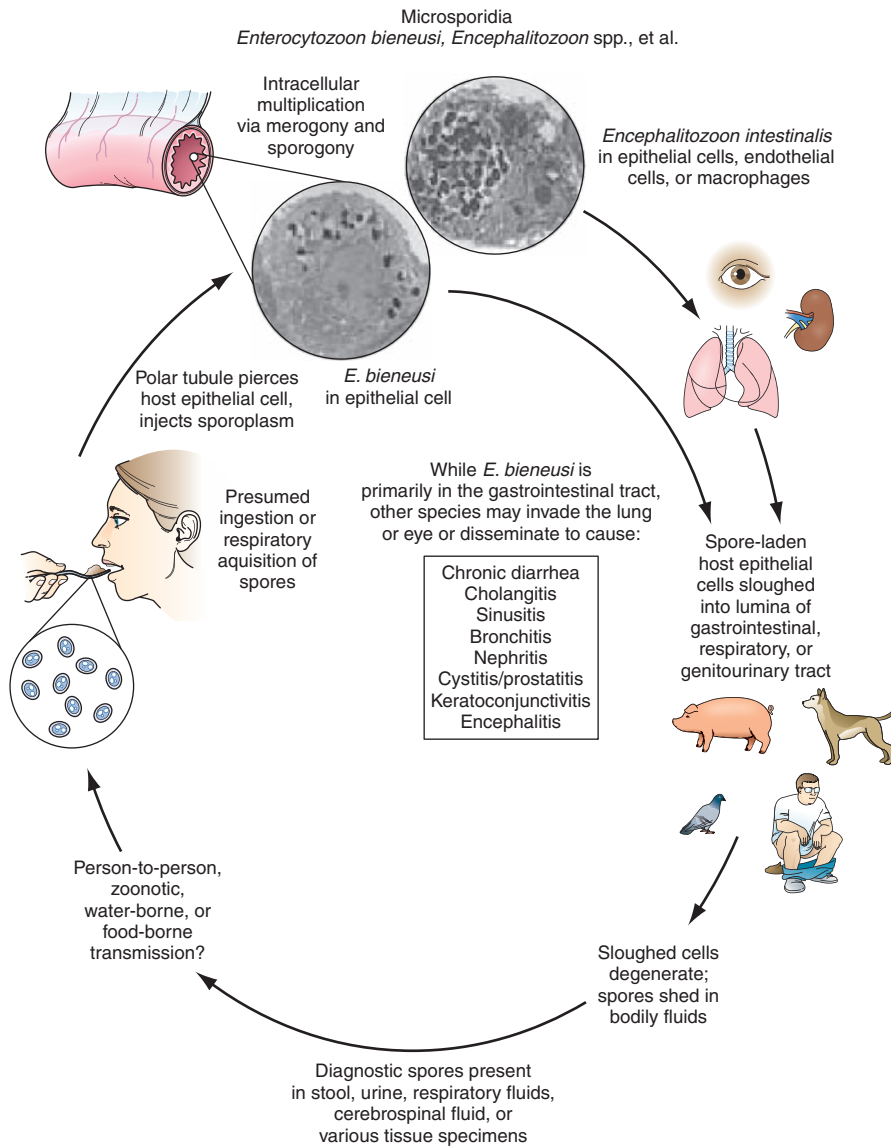 Microsporidia
Enterocytozoon bieneusi, Encephalitozoon spp., et al.
Intracellular
multiplication
via merogony and
sporogony
Encephalitozoon intestinalis
in epithelial cells, endothelial
cells, or macrophages
Polar tubule pierces
host epithelial cell,
injects sporoplasm
E. bieneusi
in epithelial cell
Presumed
ingestion or
respiratory
aquisition of
spores
While E. bieneusi is
primarily in the gastrointestinal tract,
other species may invade the lung
or eye or disseminate to cause:
Chronic diarrhea
Cholangitis
Sinusitis
Bronchitis
Nephritis
Cystitis/prostatitis
Keratoconjunctivitis
Encephalitis
Spore-laden
host epithelial
cells sloughed
into lumina of
gastrointestinal,
respiratory, or
genitourinary tract
Sloughed cells
degenerate;
spores shed in
bodily fluids
Diagnostic spores present
in stool, urine, respiratory fluids,
cerebrospinal fluid, or
various tissue specimens
Person-to-person,
zoonotic,
water-borne, or
food-borne
transmission?